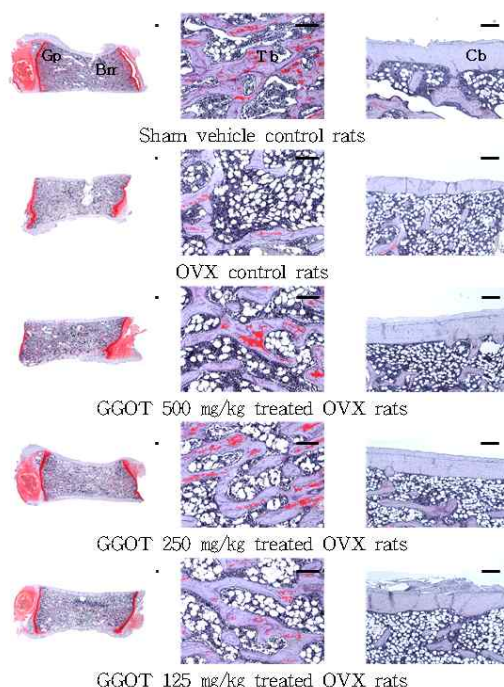 Gp Bm Tb Cb
Sham vehicle control rats
OVX control rats
GGOT 500 mg/kg treated OVX rats
GGOT 250 mg/kg treated OVX rats
GGOT 125 mg/kg treated OVX rats